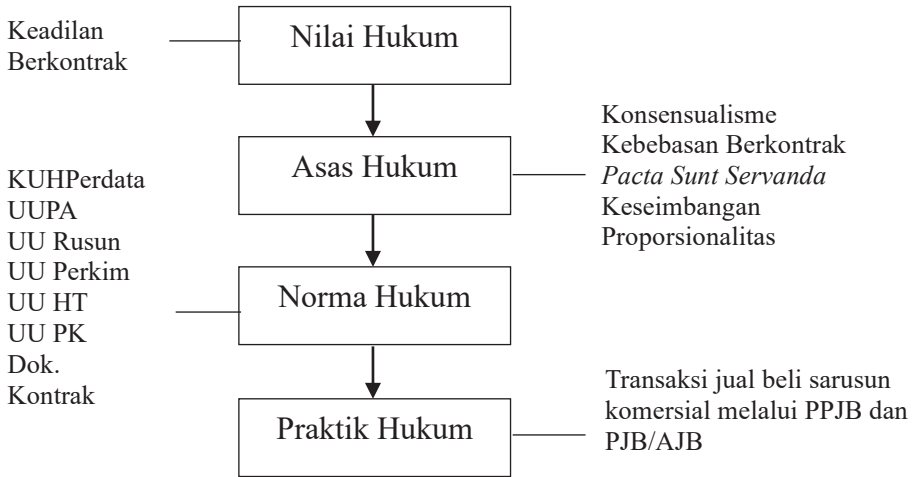 Keadilan
Berkontrak
Nilai Hukum
Asas Hukum
Konsensualisme
Kebebasan Berkontrak
Pacta Sunt Servanda
Keseimbangan
Proporsionalitas
KUHPerdata
UUPA
UU Rusun
UU Perkim
UU HT
UU PK
Dok.
Kontrak
Norma Hukum
Praktik Hukum
Transaksi jual beli sarusun
komersial melalui PPJB dan
PJB/AJB